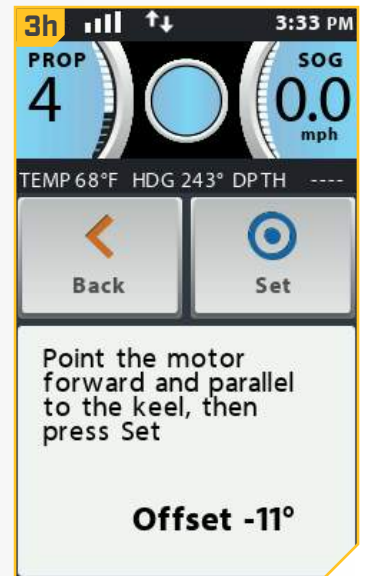 3h 3:33 PM
PROP SOG
4 0.0
mph
TEMP 68°F HDG 243° DPTH ----
Back Set
Point the motor
forward and parallel
to the keel, then
press Set
Offset -11°